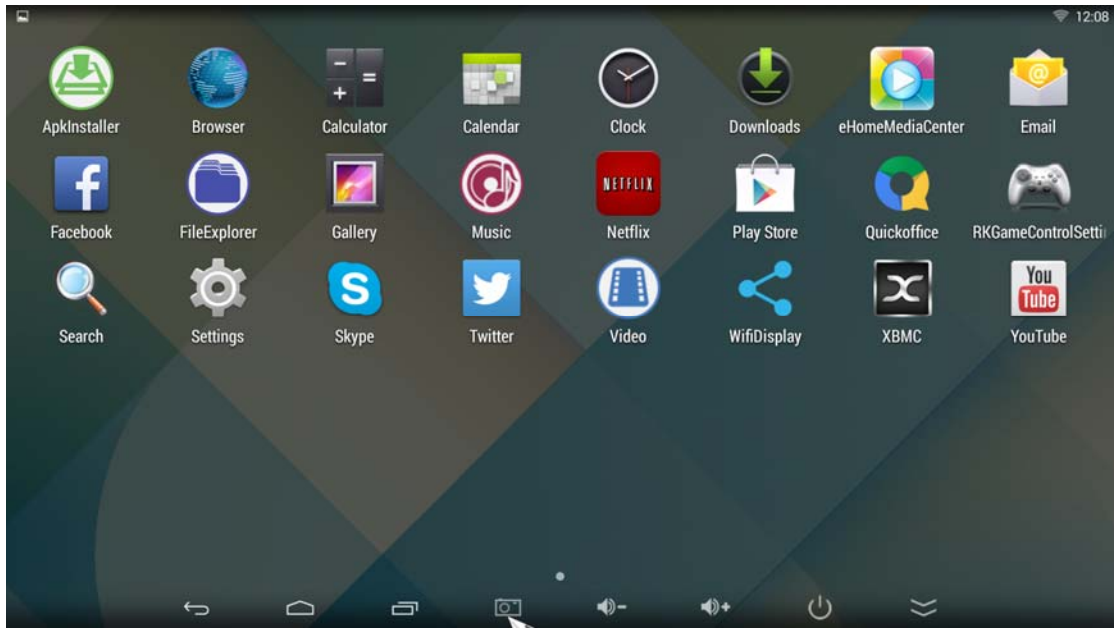 12:08
ApkInstaller Browser Calculator Calendar Clock Downloads eHomeMediaCenter Email
NETFLIX
Facebook FileExplorer Gallery Music Netflix Play Store Quickoffice RKGameControlSettin
You
Tube
Search Settings Skype Twitter Video WifiDisplay XBMC YouTube